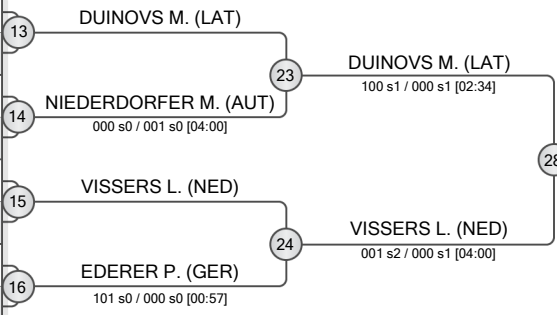 DUINOVS M. (LAT)
13
23
DUINOVS M. (LAT)
100 s1 / 000 s1 [02:34]
NIEDERDORFER M. (AUT)
14
000 s0 / 001 s0 [04:00]
28
VISSERS L. (NED)
15
24
VISSERS L. (NED)
001 s2 / 000 s1 [04:00]
EDERER P. (GER)
16
101 s0 / 000 s0 [00:57]